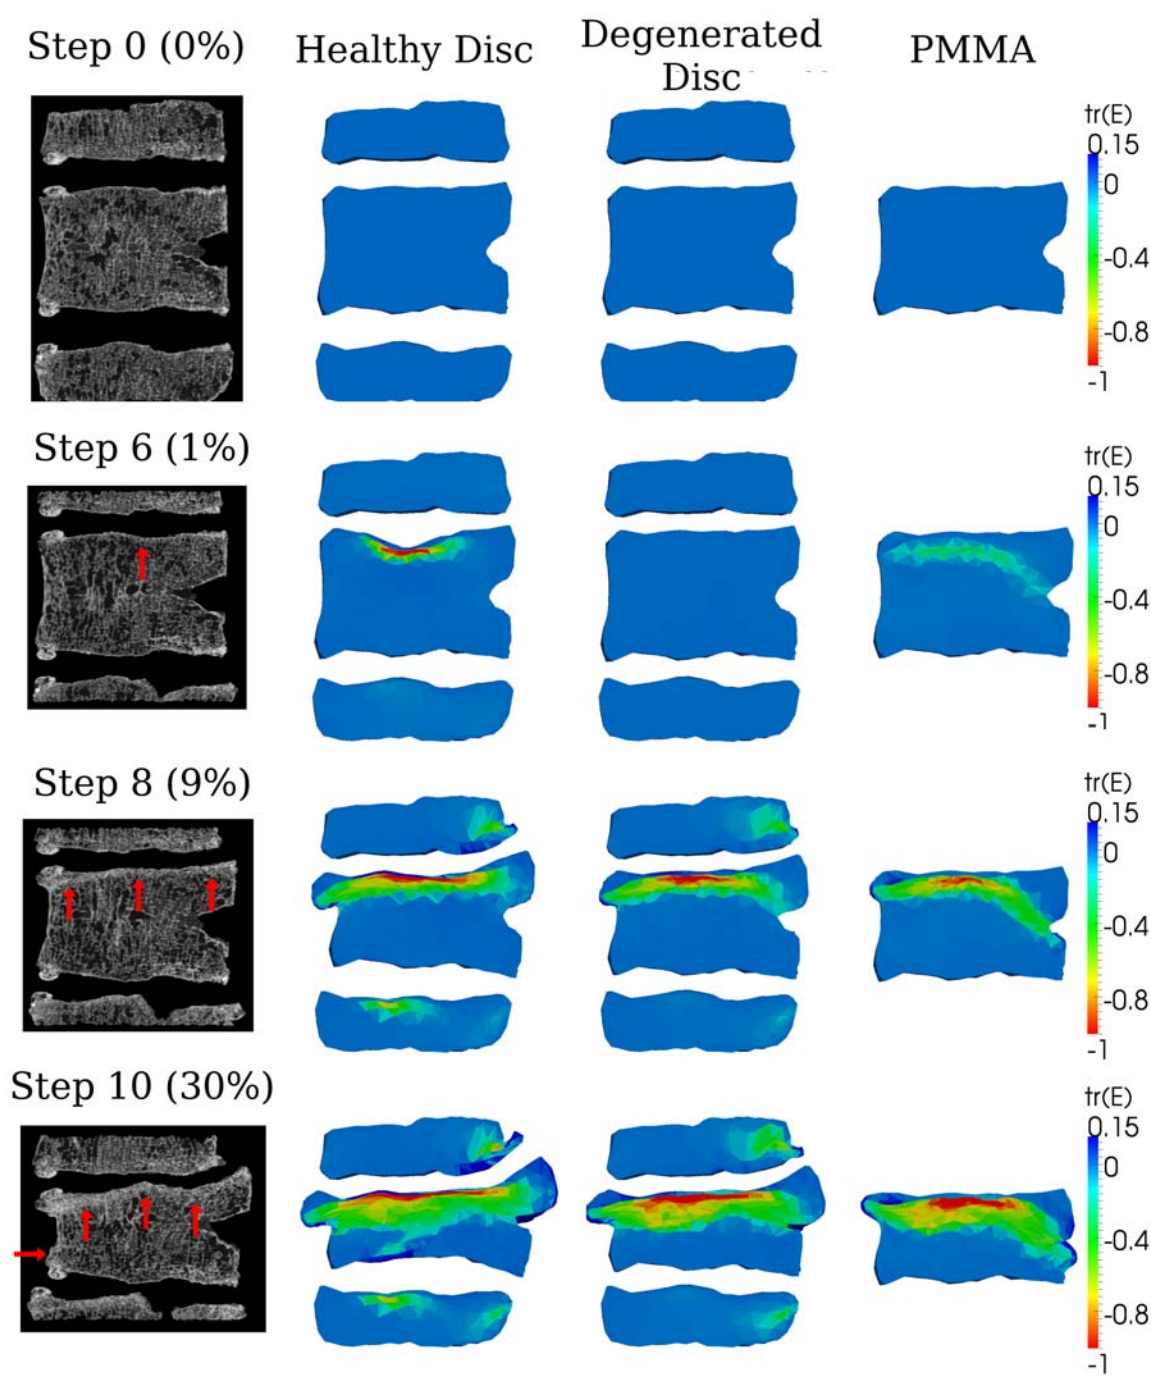 Step 0 (0%)
Healthy Disc
Degenerated
Disc
PMMA
tr(E)
0.15
0
-0.4
-0.8
-1
Step 6 (1%)
tr(E)
0.15
0
-0.4
-0.8
-1
Step 8 (9%)
tr(E)
0.15
0
-0.4
-0.8
-1
Step 10 (30%)
tr(E)
0.15
0
-0.4
-0.8
-1